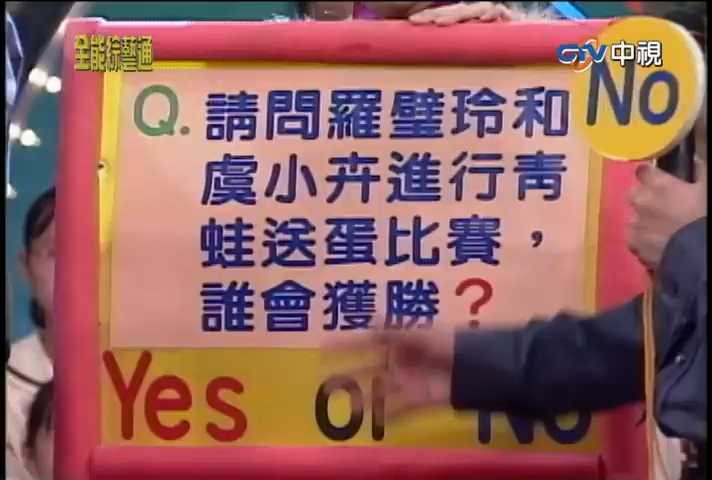 全能綜藝通
CTV中視
No
Q.請問羅璧玲和
虞小卉進行青
蛙送蛋比賽，
誰會獲勝？
Yes or No